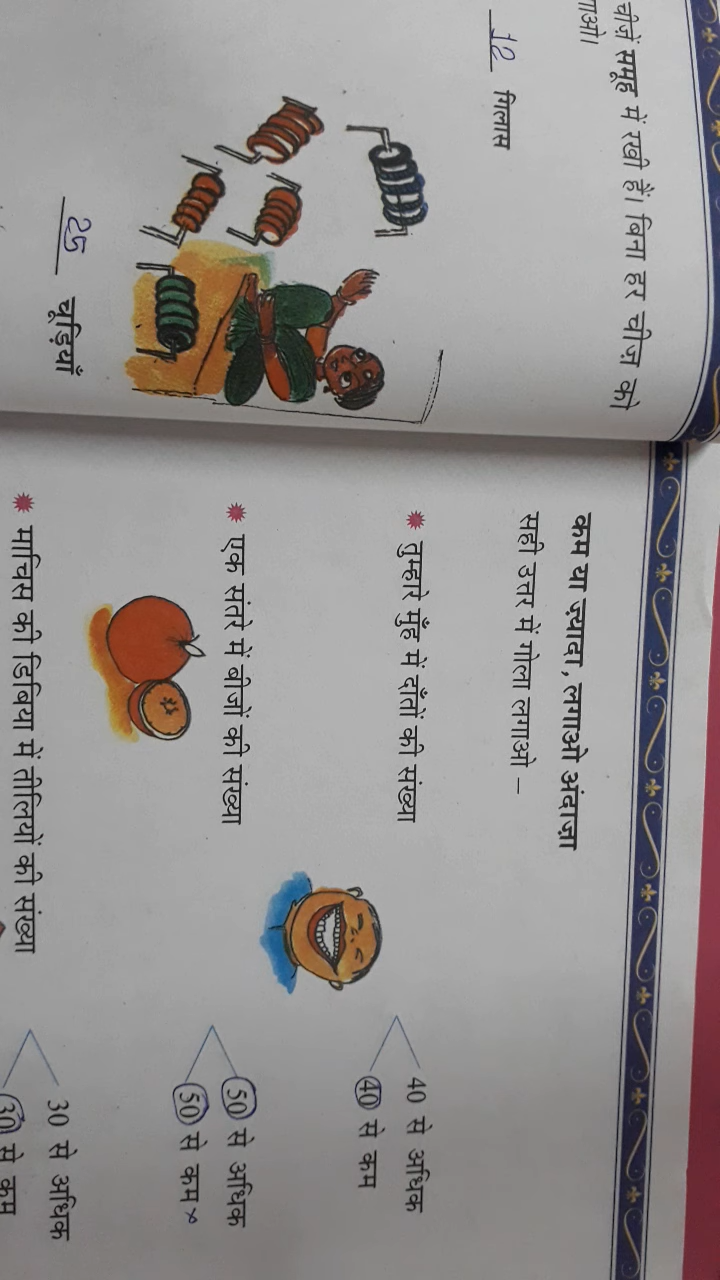 चीज़ें समूह में रखी हैं। बिना हर चीज़ को
गाओ।
12 गिलास
25 चूड़ियाँ
कम या ज़्यादा, लगाओ अंदाज़ा
सही उत्तर में गोला लगाओ –
तुम्हारे मुँह में दाँतों की संख्या
40 से अधिक
40 से कम
एक संतरे में बीजों की संख्या
50 से अधिक
50 से कम ×
माचिस की डिबिया में तीलियों की संख्या
30 से अधिक
30 से कम